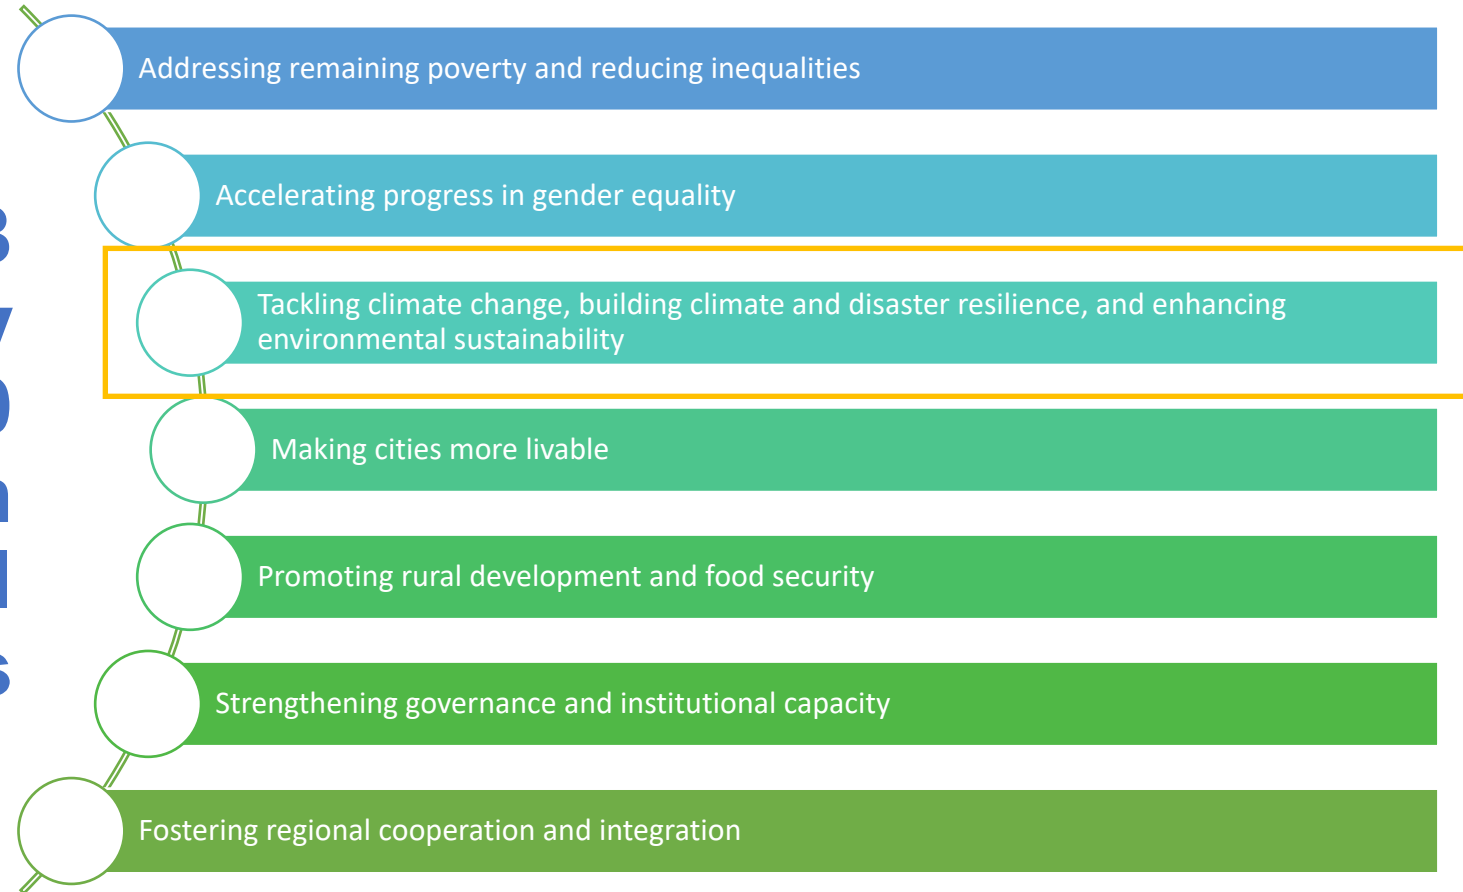 Addressing remaining poverty and reducing inequalities
Accelerating progress in gender equality
Tackling climate change, building climate and disaster resilience, and enhancing
environmental sustainability
Making cities more livable
Promoting rural development and food security
Strengthening governance and institutional capacity
Fostering regional cooperation and integration